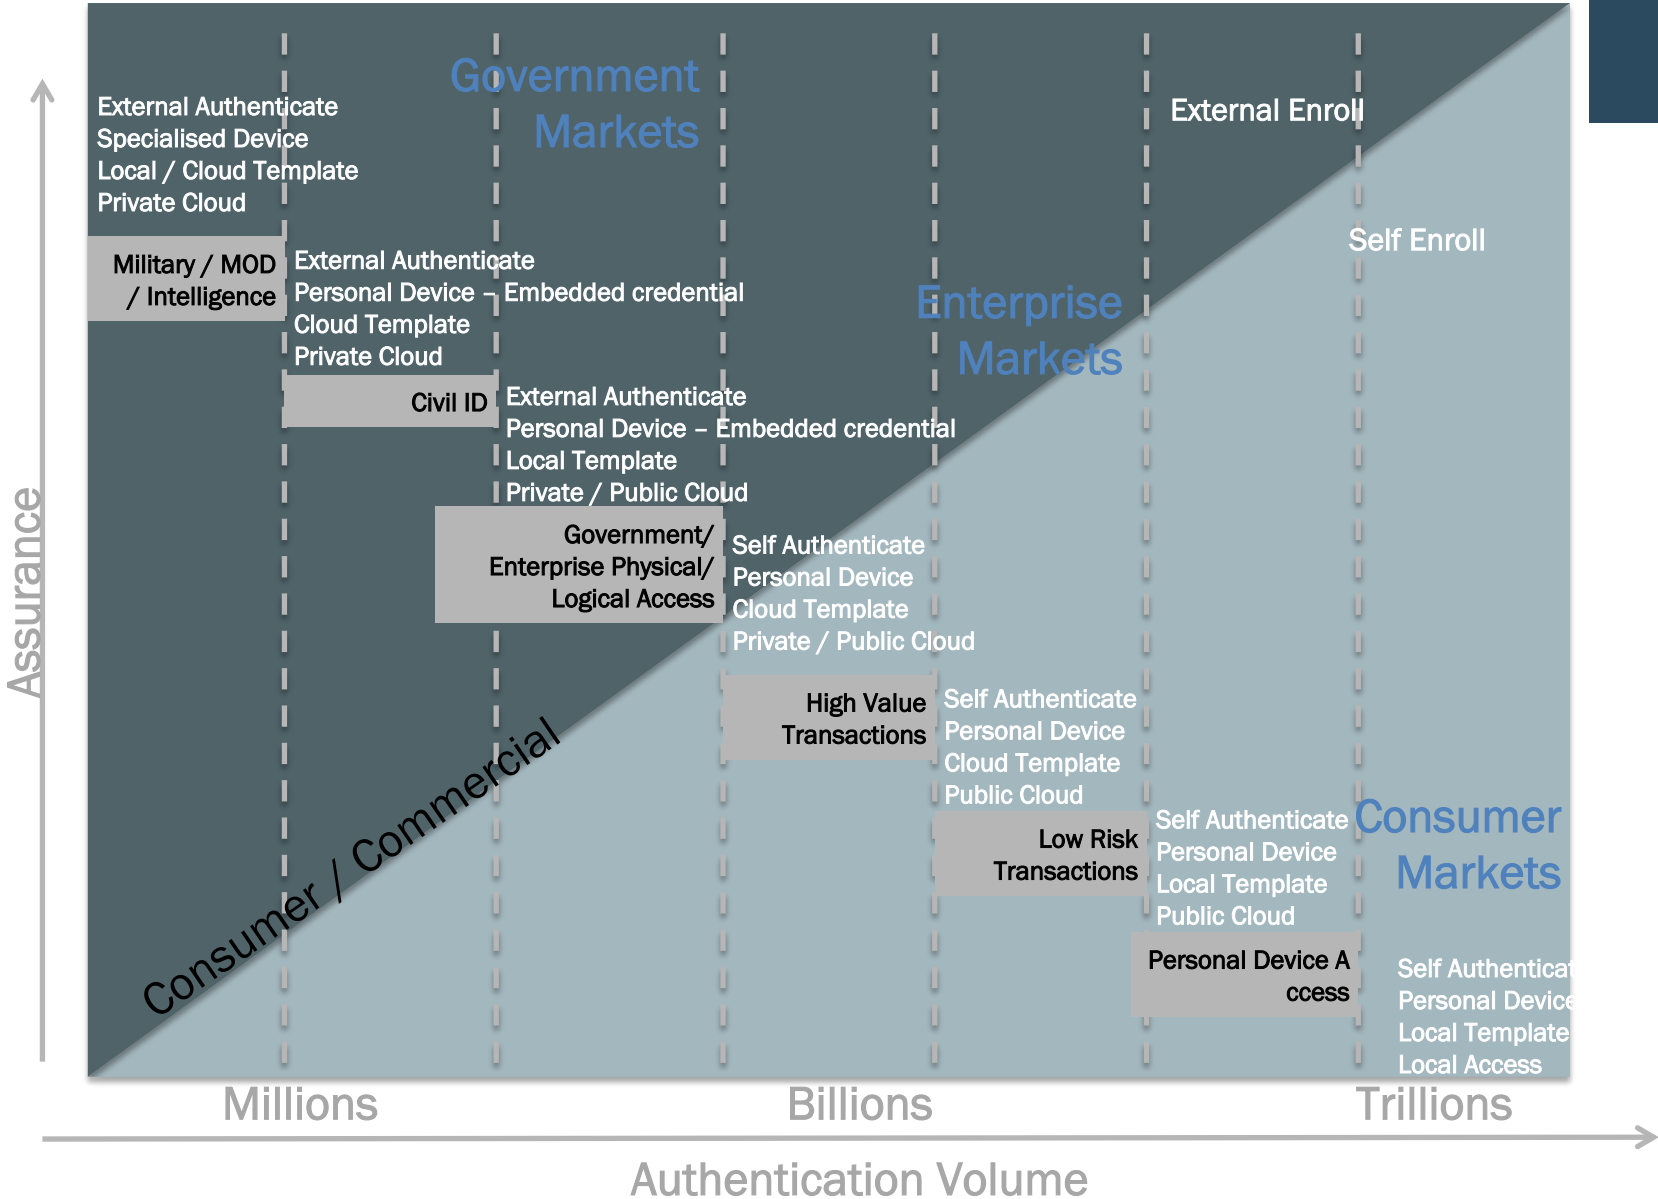 Government
Markets
External Authenticate
Specialised Device
Local / Cloud Template
Private Cloud
External Enroll
Self Enroll
Military / MOD
/ Intelligence
External Authenticate
Personal Device – Embedded credential
Cloud Template
Private Cloud
Enterprise
Markets
Civil ID
External Authenticate
Personal Device – Embedded credential
Local Template
Private / Public Cloud
Government/
Enterprise Physical/
Logical Access
Self Authenticate
Personal Device
Cloud Template
Private / Public Cloud
High Value
Transactions
Self Authenticate
Personal Device
Cloud Template
Public Cloud
Low Risk
Transactions
Self Authenticate
Personal Device
Local Template
Public Cloud
Consumer
Markets
Personal Device A
ccess
Self Authenticat
Personal Device
Local Template
Local Access
Consumer / Commercial
Assurance
Millions
Billions
Trillions
Authentication Volume